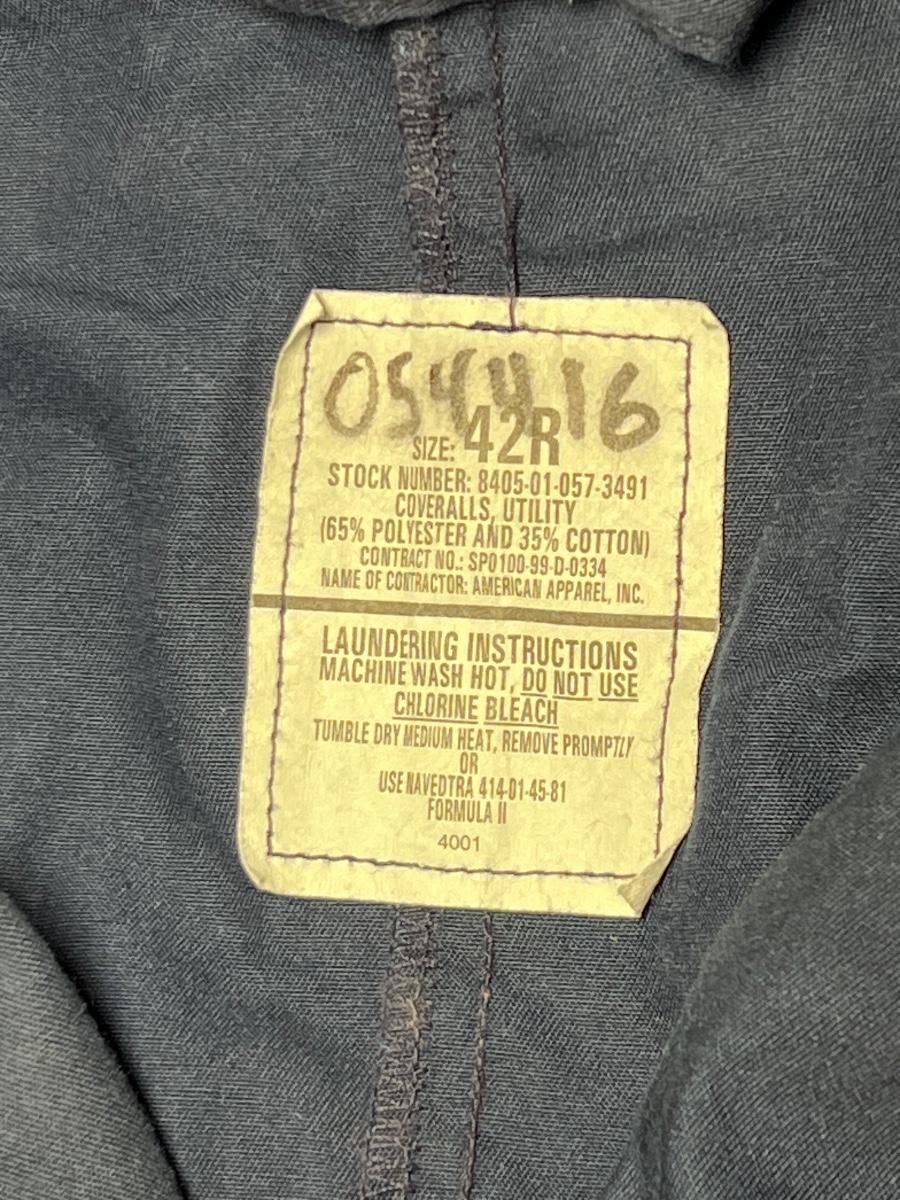 054416
SIZE: 42R
STOCK NUMBER: 8405-01-057-3491
COVERALLS, UTILITY
(65% POLYESTER AND 35% COTTON)
CONTRACT NO.: SP0100-99-D-0334
NAME OF CONTRACTOR: AMERICAN APPAREL, INC.
LAUNDERING INSTRUCTIONS
MACHINE WASH HOT, DO NOT USE
CHLORINE BLEACH
TUMBLE DRY MEDIUM HEAT, REMOVE PROMPTLY
OR
USE NAVEDTRA 414-01-45-81
FORMULA II
4001